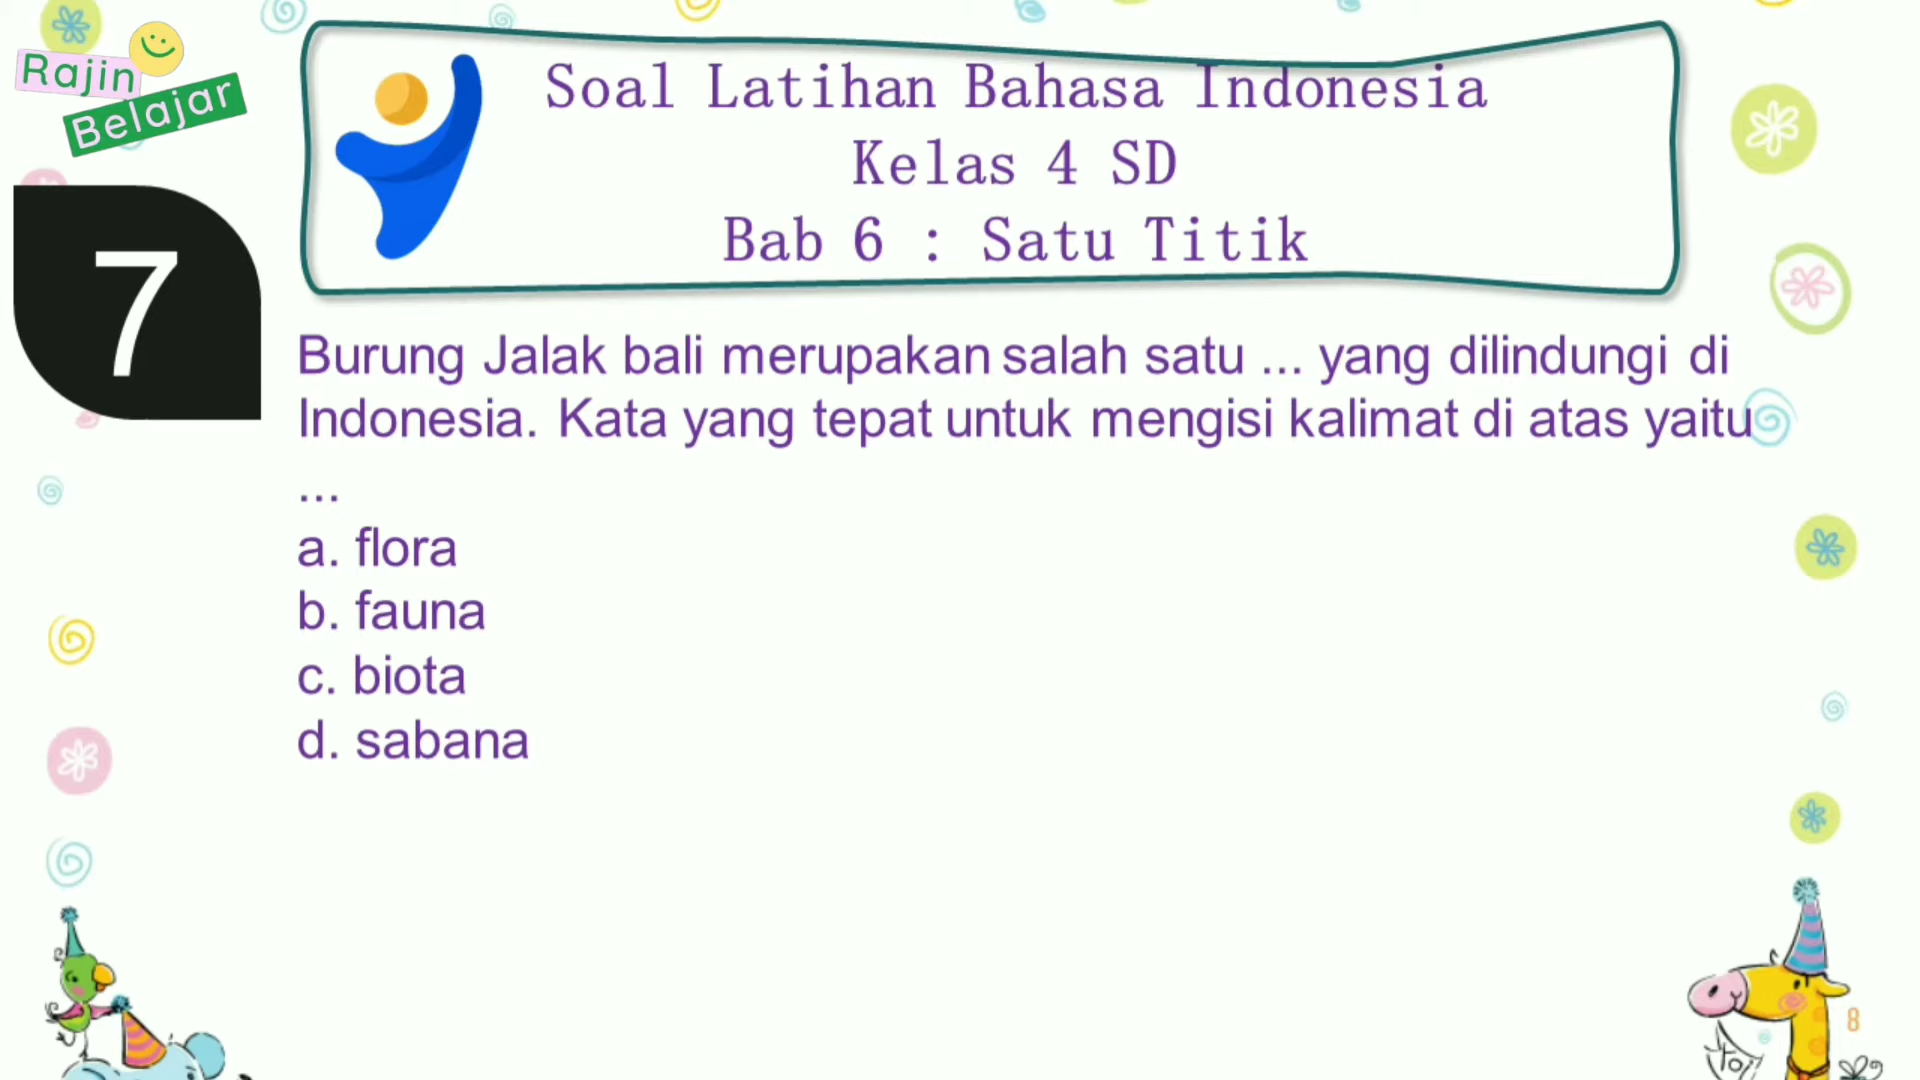 Rajin
Belajar
Soal Latihan Bahasa Indonesia
Kelas 4 SD
Bab 6 : Satu Titik
7
Burung Jalak bali merupakan salah satu ... yang dilindungi di
Indonesia. Kata yang tepat untuk mengisi kalimat di atas yaitu
...
a. flora
b. fauna
c. biota
d. sabana
8